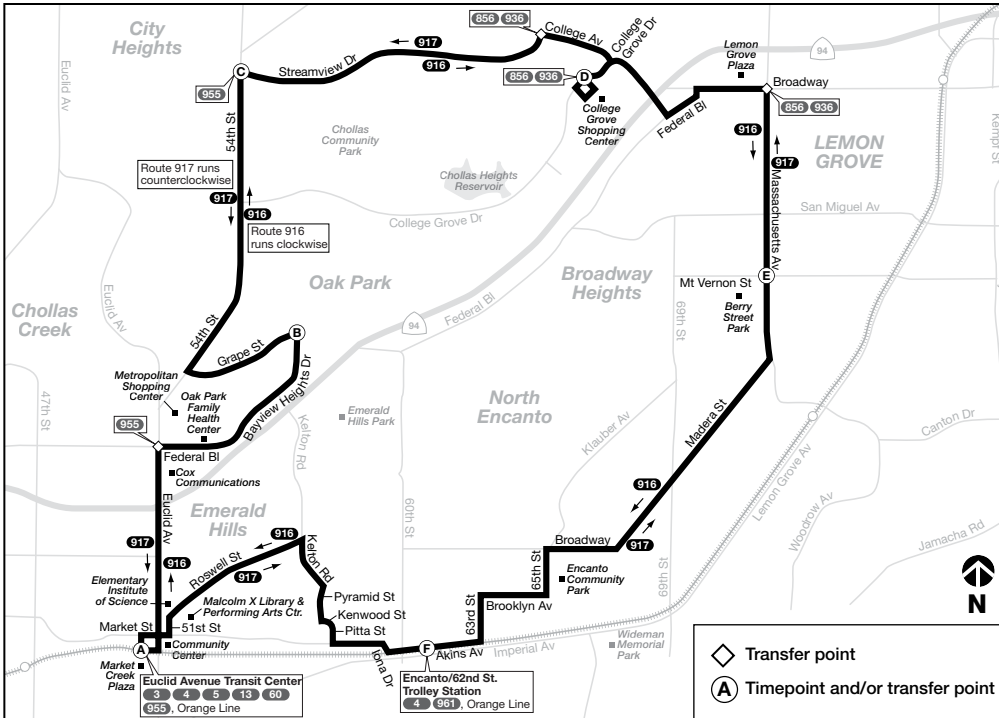 City
Heights
Euclid Av
856 936
College Av
College
Grove Dr
Lemon
Grove
Plaza
94
917
Streamview Dr
916
C
955
856 936
D
College
Grove
Shopping
Center
Federal Bl
Broadway
856 936
Kempf St
54th St
Chollas
Community
Park
916
LEMON
GROVE
917
Route 917 runs
counterclockwise
917
916
Route 916
runs clockwise
Chollas Heights
Reservoir
College Grove Dr
Massachusetts Av
San Miguel Av
Oak Park
Broadway
Heights
Mt Vernon St
E
Chollas
Creek
Euclid Av
Federal Bl
94
69th St
Berry
Street
Park
54th St
Grape St
B
Metropolitan
Shopping
Center
Oak Park
Family
Health
Center
Bayview Heights Dr
North
Encanto
47th St
Emerald
Hills Park
Klauber Av
Madera St
Canton Dr
955
Federal Bl
Kelton Rd
Cox
Communications
Lemon Grove Av
Euclid Av
Emerald
Hills
60th St
916
Woodrow Av
Jamacha Rd
917
916
916
Roswell St
917
Kelton Rd
Broadway
917
65th St
69th St
N
Elementary
Institute
of Science
Malcolm X Library &
Performing Arts Ctr.
Pyramid St
Encanto
Community
Park
Brooklyn Av
Kenwood St
63rd St
Market St
51st St
Pitta St
A
Community
Center
Iona Dr
F
Akins Av
Imperial Av
Wideman
Memorial
Park
Market
Creek
Plaza
Euclid Avenue Transit Center
3 4 5 13 60
955, Orange Line
Encanto/62nd St.
Trolley Station
4 961, Orange Line
Transfer point
A Timepoint and/or transfer point